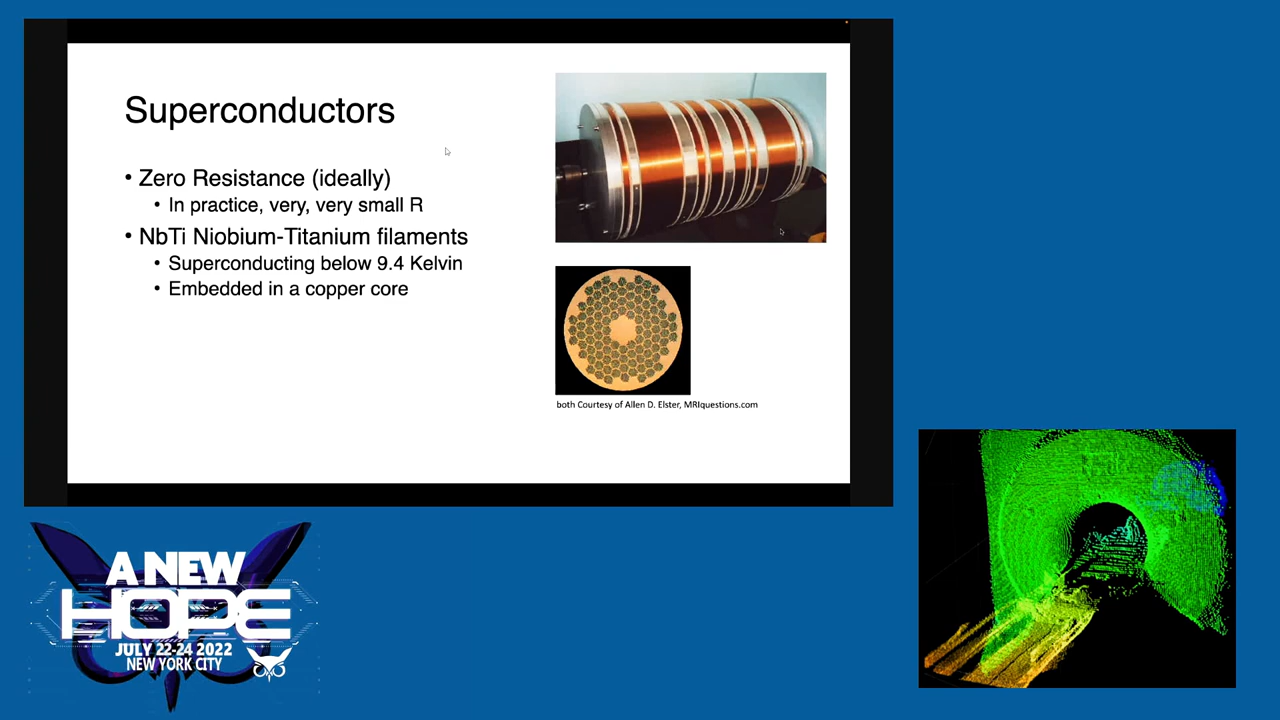 Superconductors
• Zero Resistance (ideally)
• In practice, very, very small R
• NbTi Niobium-Titanium filaments
• Superconducting below 9.4 Kelvin
• Embedded in a copper core
both Courtesy of Allen D. Elster, MRIquestions.com
A NEW
HOPE
JULY 22-24 2022
NEW YORK CITY